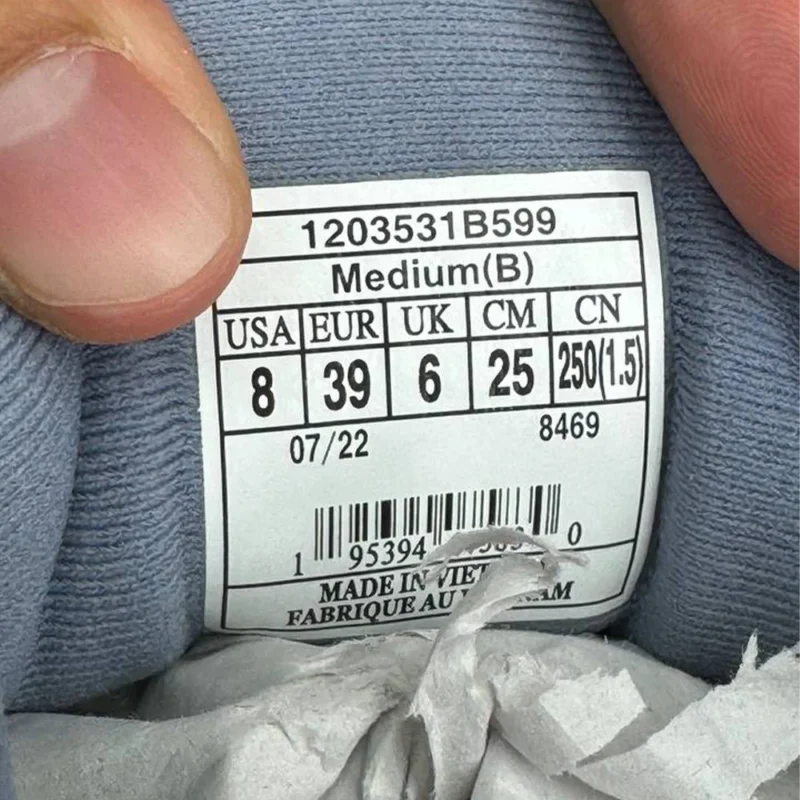 1203531B599
Medium(B)
USA EUR UK CM CN
8 39 6 25 250(1.5)
07/22 8469
1 95394 0
MADE IN
FABRIQUE AU